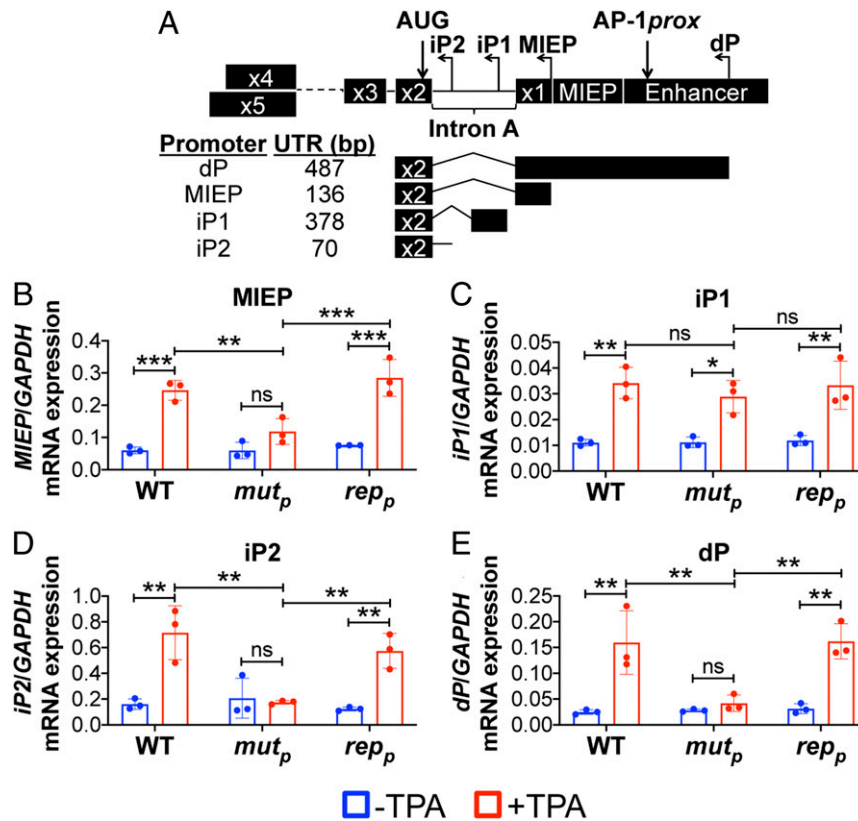 A
AUG
iP2
iP1
MIEP
AP-1prox
dP
x4
x5
x3
x2
x1
MIEP
Enhancer
Intron A
Promoter UTR (bp)
dP 487 x2
MIEP 136 x2
iP1 378 x2
iP2 70 x2
B
MIEP
MIEP/GAPDH
mRNA expression
0.4
0.3
0.2
0.1
0.0
***
**
ns
***
***
WT mutp repp
C
iP1
iP1/GAPDH
mRNA expression
0.05
0.04
0.03
0.02
0.01
0.00
**
ns
*
ns
**
WT mutp repp
D
iP2
iP2/GAPDH
mRNA expression
1.0
0.8
0.6
0.4
0.2
0.0
**
**
ns
**
**
WT mutp repp
E
dP
dP/GAPDH
mRNA expression
0.25
0.20
0.15
0.10
0.05
0.00
**
**
ns
**
**
WT mutp repp
-TPA +TPA